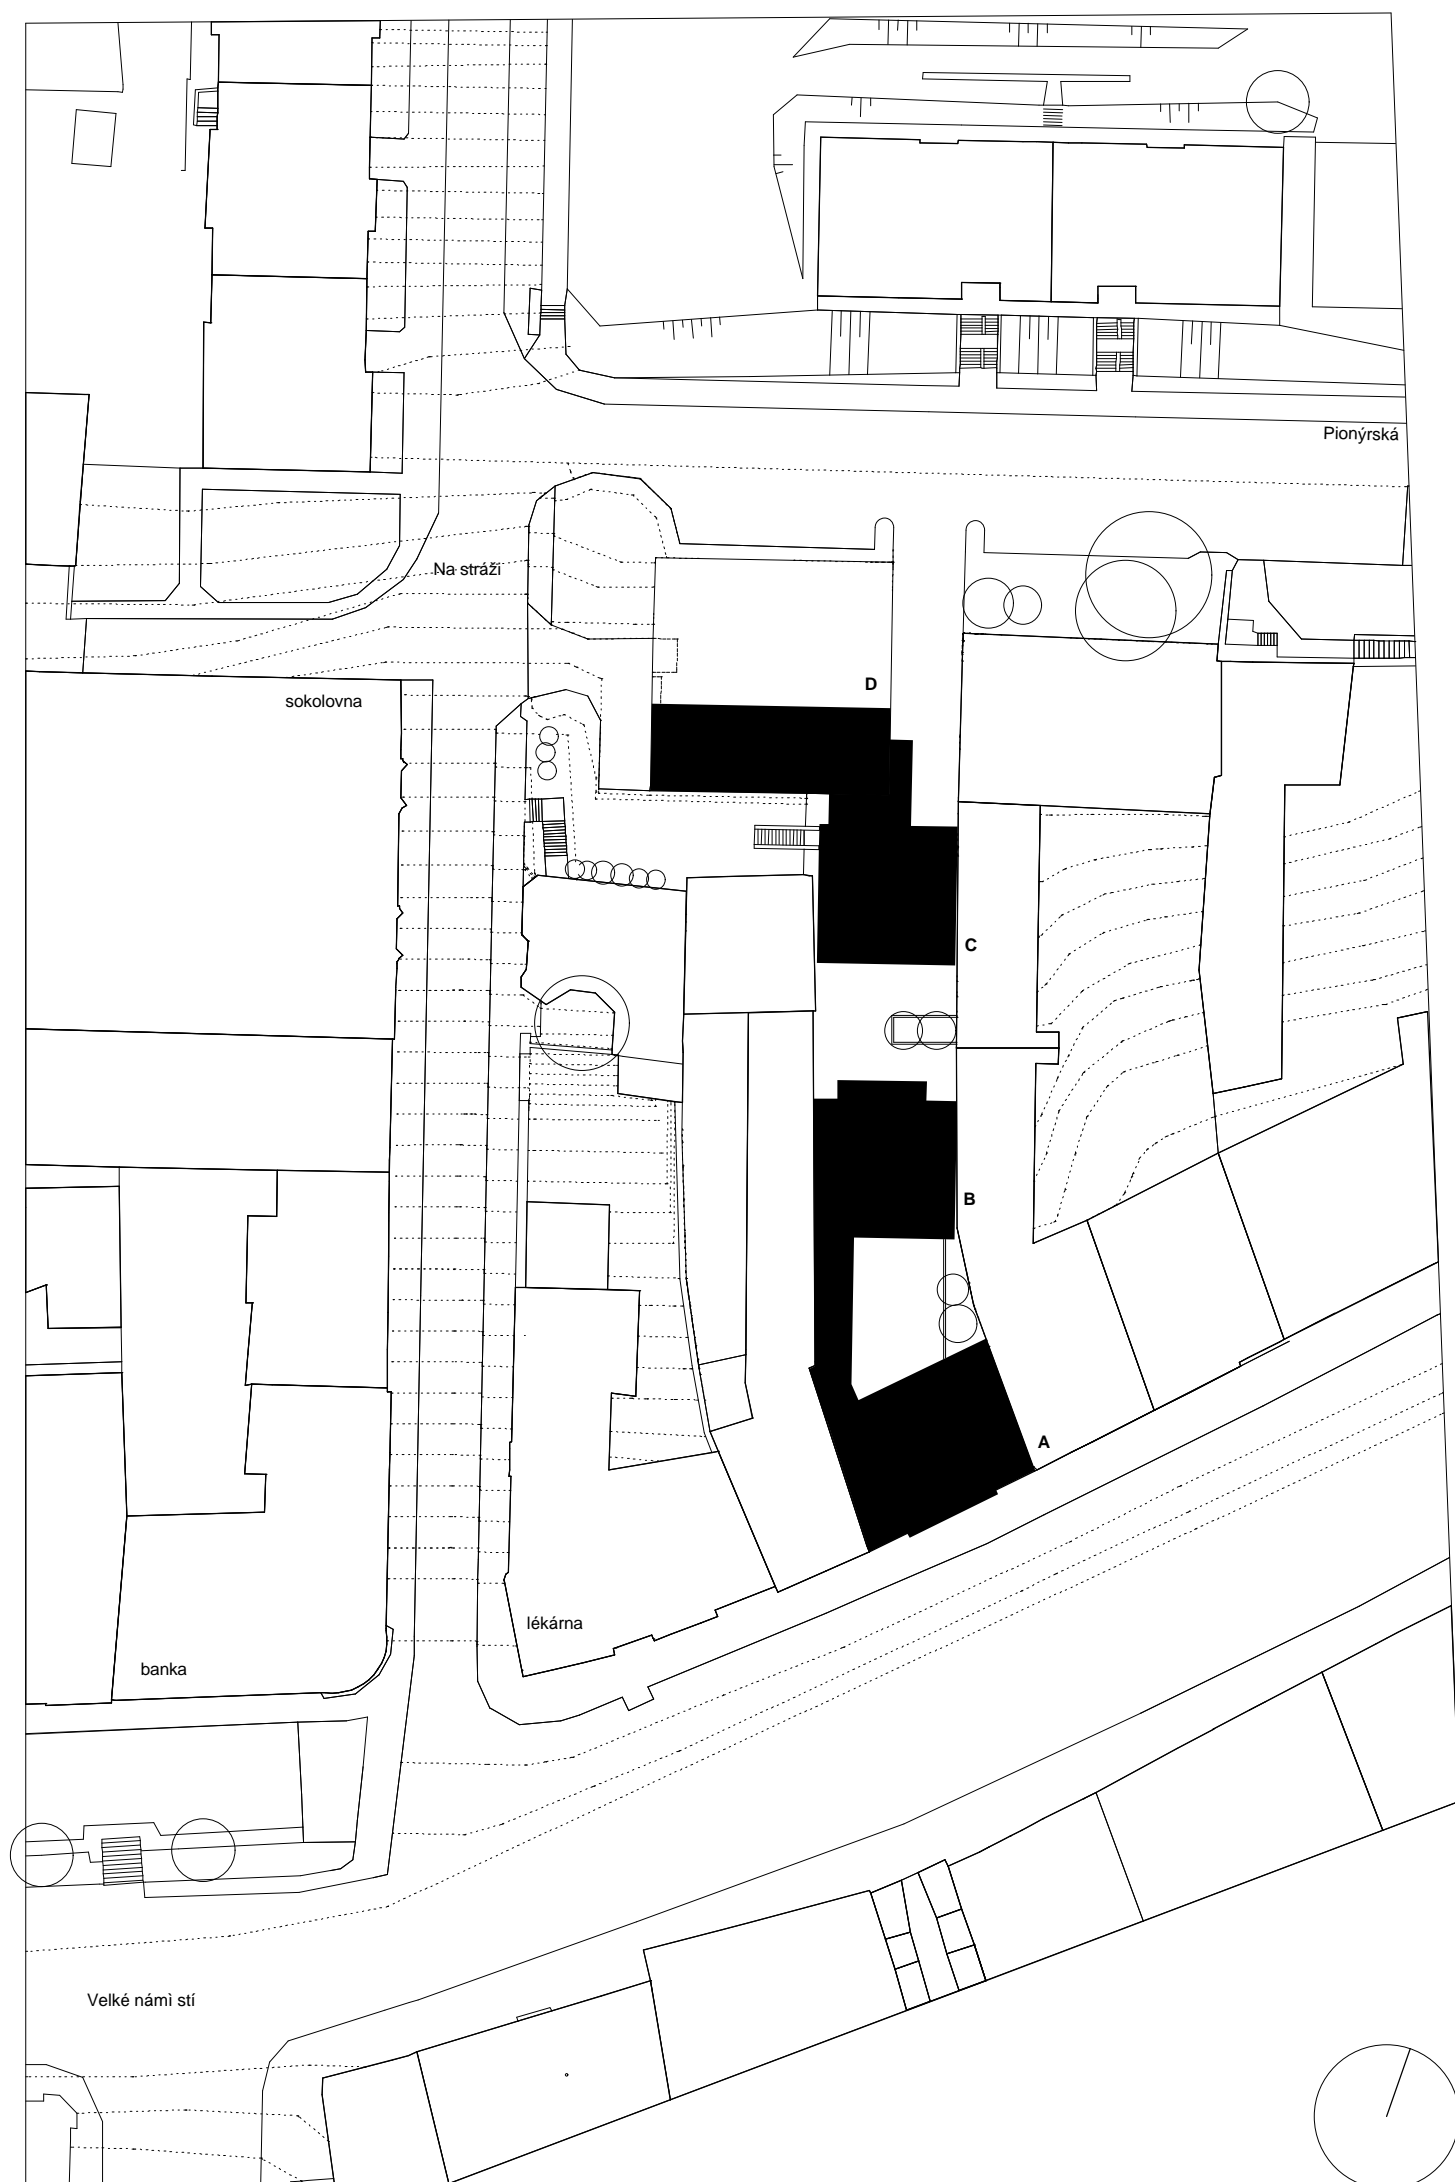 Pionýrská
Na stráži
D
sokolovna
C
B
A
lékárna
banka
Velké námì stí